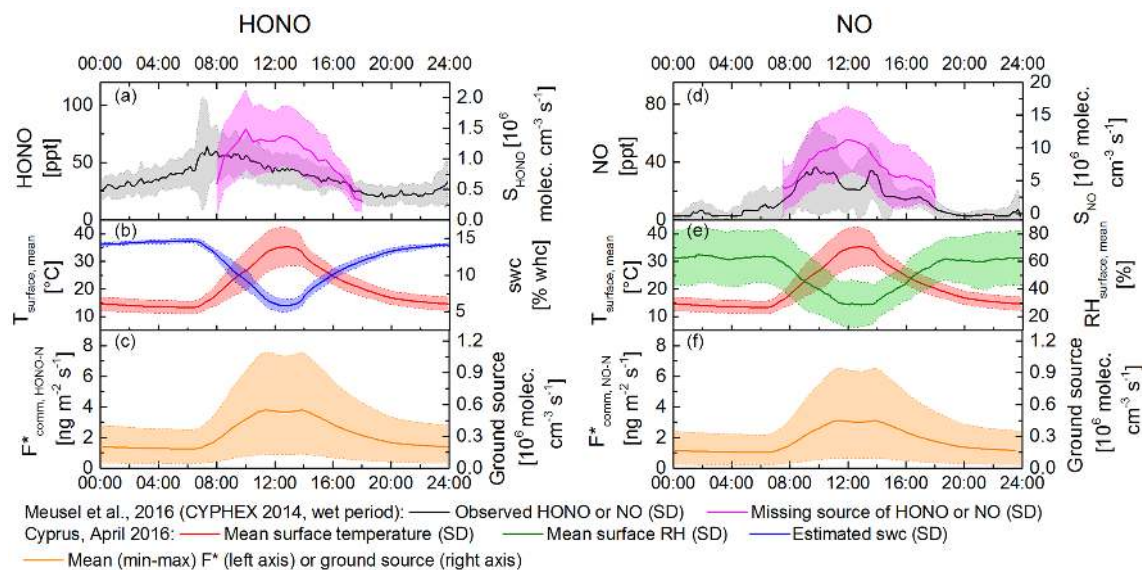 HONO NO
00:00 04:00 08:00 12:00 16:00 20:00 24:00 00:00 04:00 08:00 12:00 16:00 20:00 24:00
(a) (d)
HONO [ppt]
100
50
0
S_HONO [10^6 molec. cm^-3 s^-1]
2.0
1.5
1.0
0.5
0.0
NO [ppt]
80
40
0
S_NO [10^6 molec. cm^-3 s^-1]
20
15
10
5
0
(b) (e)
T_surface, mean [°C]
40
30
20
10
swc [% whc]
15
10
5
T_surface, mean [°C]
40
30
20
10
RH_surface, mean [%]
80
60
40
20
(c) (f)
F*_comm, HONO-N [ng m^-2 s^-1]
8
6
4
2
0
Ground source [10^6 molec. cm^-3 s^-1]
1.2
0.9
0.6
0.3
0.0
F*_comm, NO-N [ng m^-2 s^-1]
8
6
4
2
0
Ground source [10^6 molec. cm^-3 s^-1]
1.2
0.9
0.6
0.3
0.0
00:00 04:00 08:00 12:00 16:00 20:00 24:00 00:00 04:00 08:00 12:00 16:00 20:00 24:00
Meusel et al., 2016 (CYPHEX 2014, wet period): Observed HONO or NO (SD) Missing source of HONO or NO (SD)
Cyprus, April 2016: Mean surface temperature (SD) Mean surface RH (SD) Estimated swc (SD)
Mean (min-max) F* (left axis) or ground source (right axis)